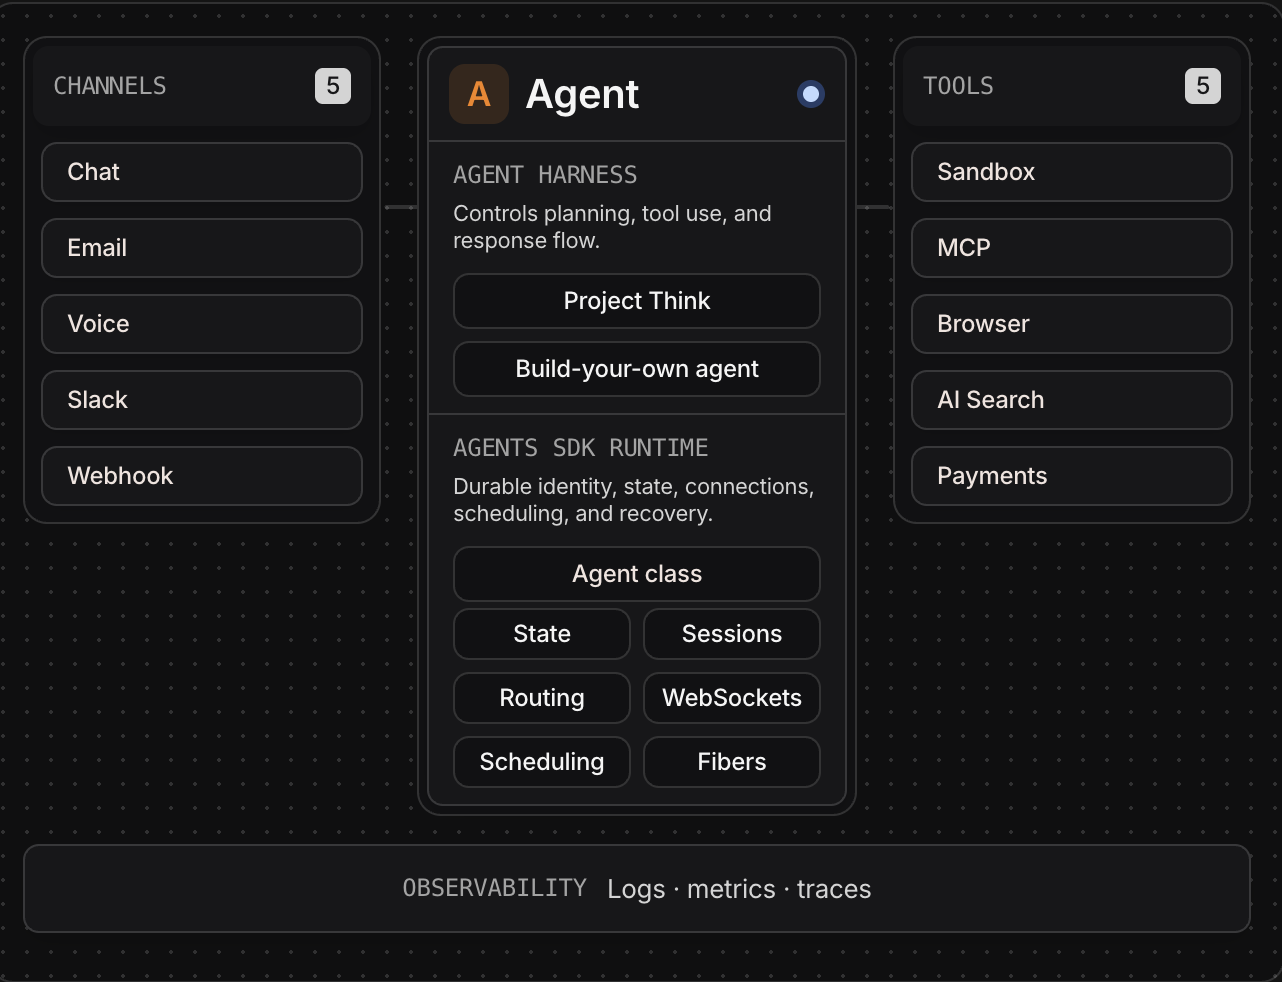 CHANNELS 5
Chat
Email
Voice
Slack
Webhook
A Agent
AGENT HARNESS
Controls planning, tool use, and
response flow.
Project Think
Build-your-own agent
AGENTS SDK RUNTIME
Durable identity, state, connections,
scheduling, and recovery.
Agent class
State Sessions
Routing WebSockets
Scheduling Fibers
TOOLS 5
Sandbox
MCP
Browser
AI Search
Payments
OBSERVABILITY Logs · metrics · traces